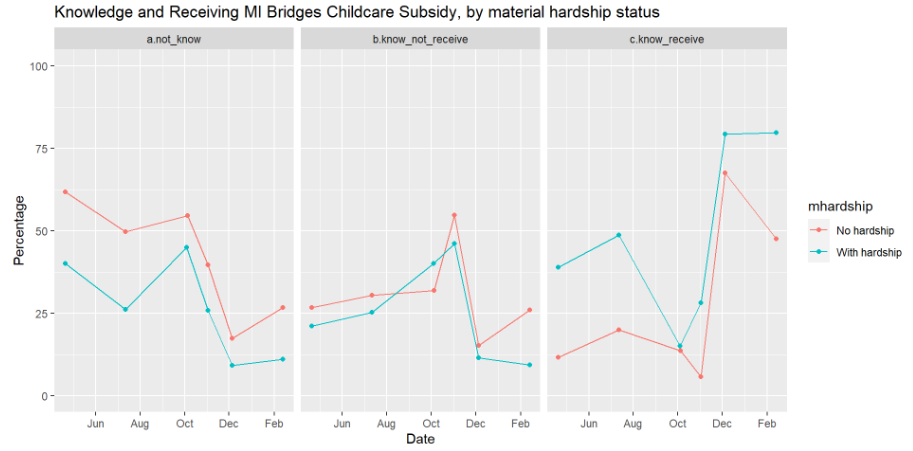 Knowledge and Receiving MI Bridges Childcare Subsidy, by material hardship status
a.not_know
b.know_not_receive
c.know_receive
100
75
50
25
0
Percentage
Jun Aug Oct Dec Feb
Jun Aug Oct Dec Feb
Jun Aug Oct Dec Feb
Date
mhardship
No hardship
With hardship